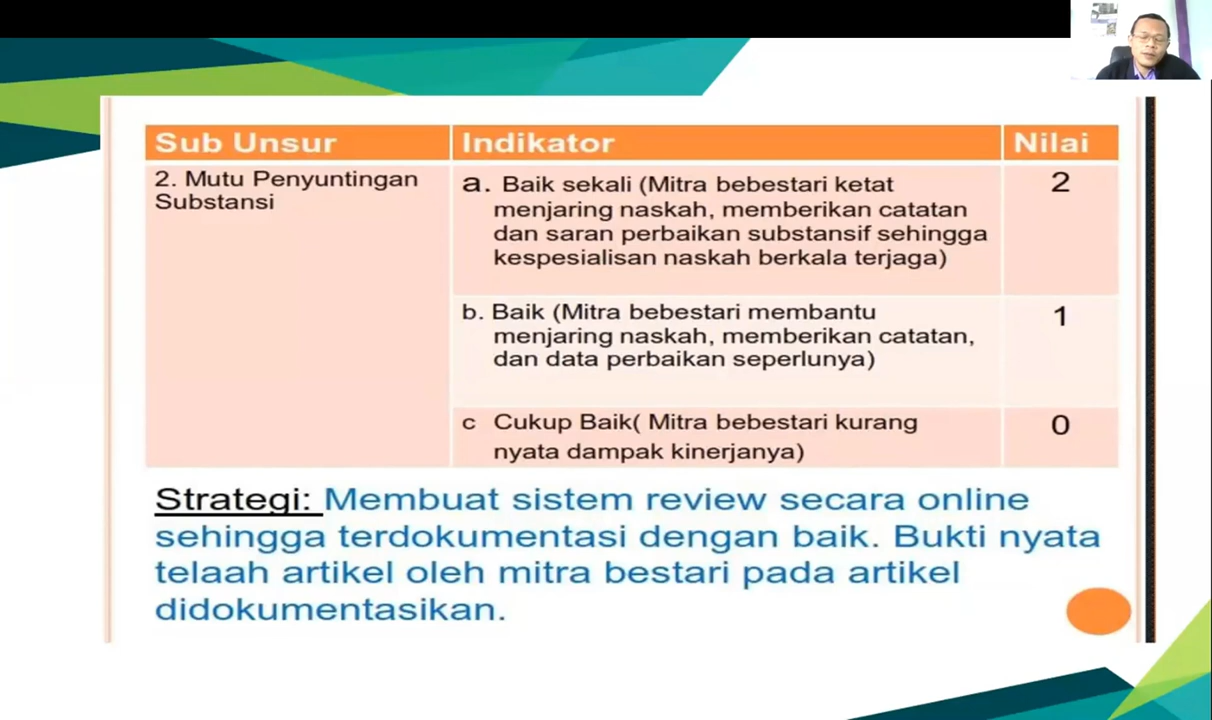 Sub Unsur Indikator Nilai
2. Mutu Penyuntingan
Substansi
a. Baik sekali (Mitra bebestari ketat
menjaring naskah, memberikan catatan
dan saran perbaikan substansif sehingga
kespesialisan naskah berkala terjaga)
2
b. Baik (Mitra bebestari membantu
menjaring naskah, memberikan catatan,
dan data perbaikan seperlunya)
1
c Cukup Baik( Mitra bebestari kurang
nyata dampak kinerjanya)
0
Strategi: Membuat sistem review secara online
sehingga terdokumentasi dengan baik. Bukti nyata
telaah artikel oleh mitra bestari pada artikel
didokumentasikan.